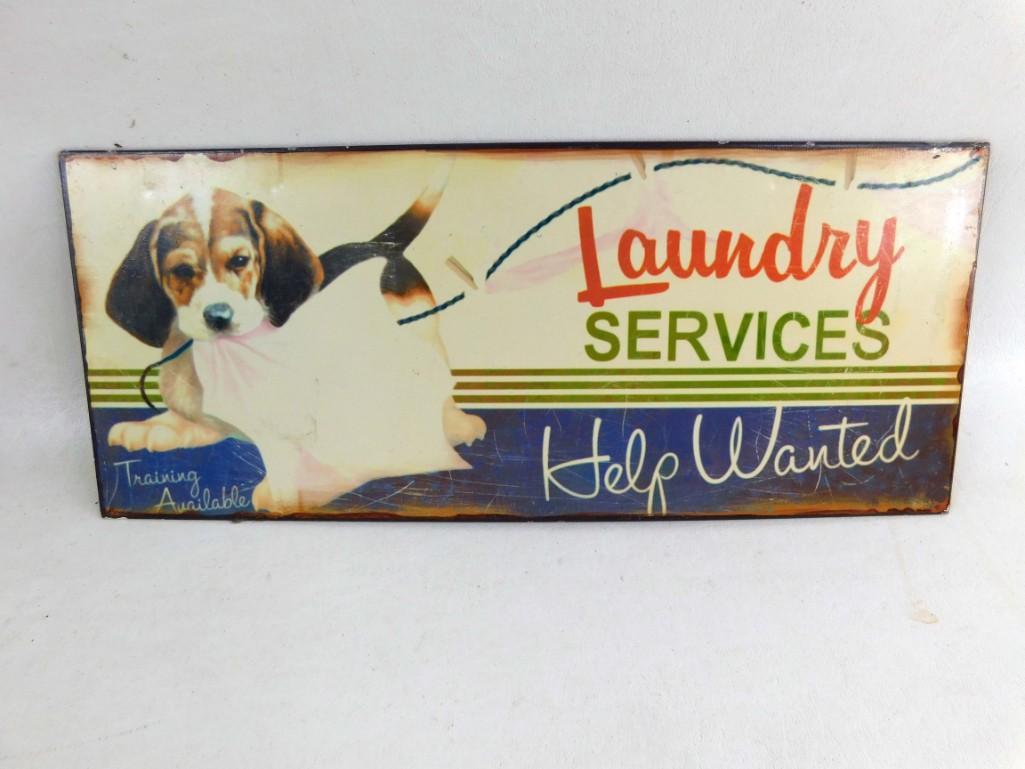 Laundry
SERVICES
Help Wanted
Training
Available